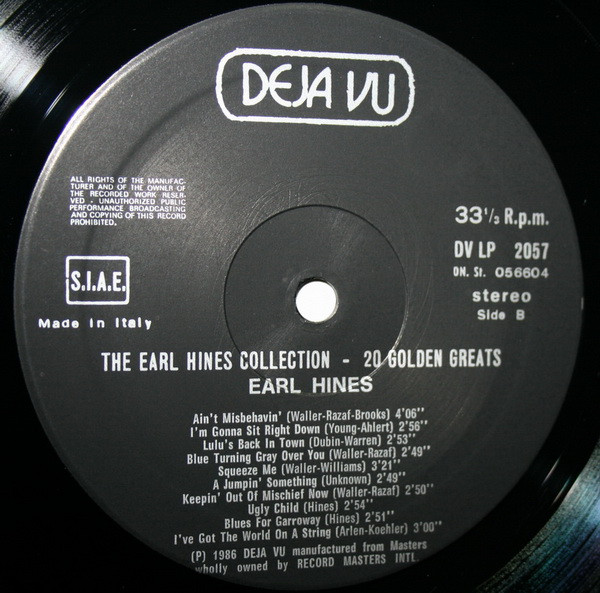 DEJA VU
ALL RIGHTS OF THE MANUFAC-
TURER AND OF THE OWNER OF
THE RECORDED WORK RESER-
VED - UNAUTHORIZED PUBLIC
PERFORMANCE BROADCASTING
AND COPYING OF THIS RECORD
PROHIBITED.
S.I.A.E.
Made in Italy
33 1/3 R.p.m.
DV LP 2057
DN. St. 056604
stereo
Side B
THE EARL HINES COLLECTION - 20 GOLDEN GREATS
EARL HINES
Ain't Misbehavin' (Waller-Razaf-Brooks) 4'06''
I'm Gonna Sit Right Down (Young-Ahlert) 2'56''
Lulu's Back In Town (Dubin-Warren) 2'53''
Blue Turning Gray Over You (Waller-Razaf) 2'49''
Squeeze Me (Waller-Williams) 3'21''
A Jumpin' Something (Unknown) 2'49''
Keepin' Out Of Mischief Now (Waller-Razaf) 2'50''
Ugly Child (Hines) 2'54''
Blues For Garroway (Hines) 2'51''
I've Got The World On A String (Arlen-Koehler) 3'00''
(P) 1986 DEJA VU manufactured from Masters
wholly owned by RECORD MASTERS INTL.